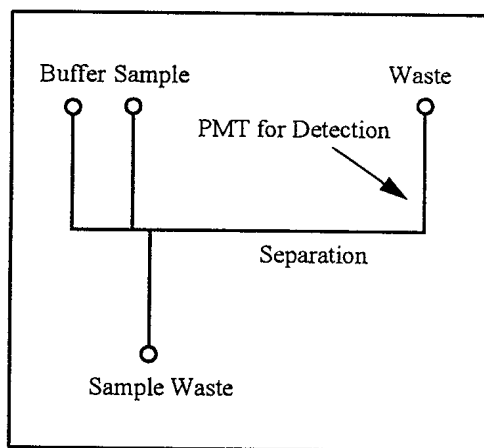 Buffer Sample
Waste
PMT for Detection
Separation
Sample Waste